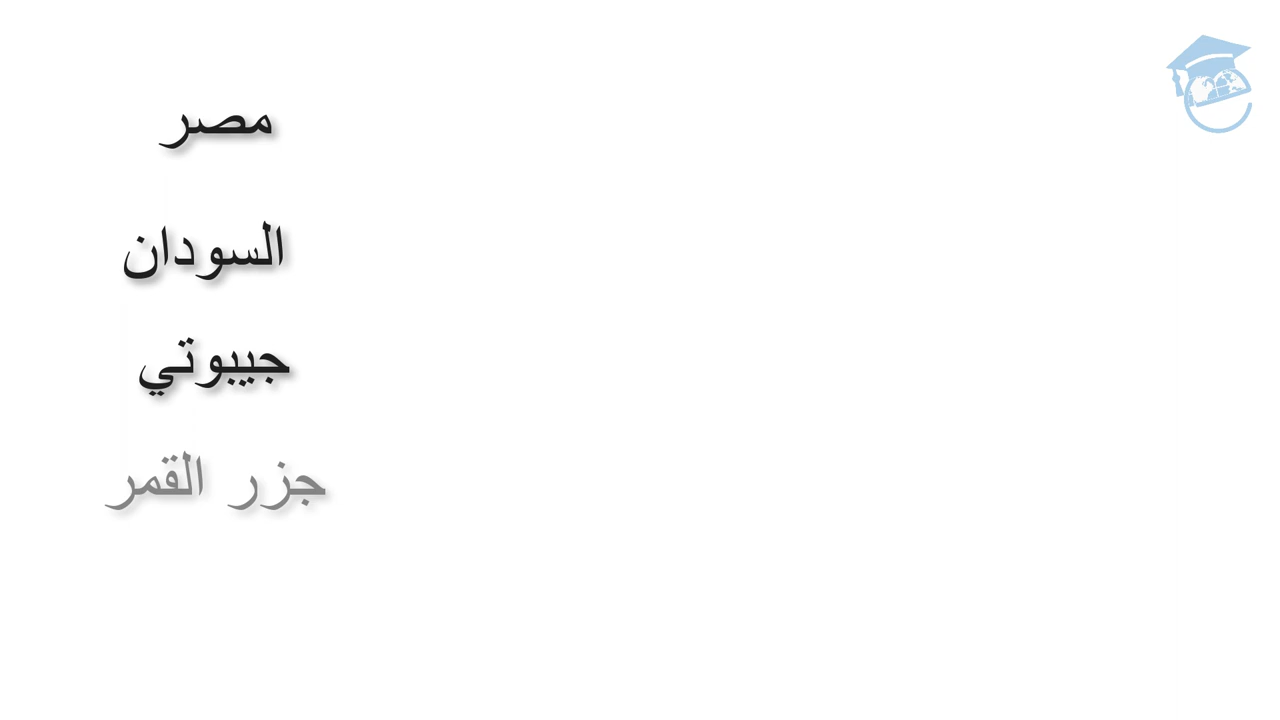 مصر
السودان
جيبوتي
جزر القمر